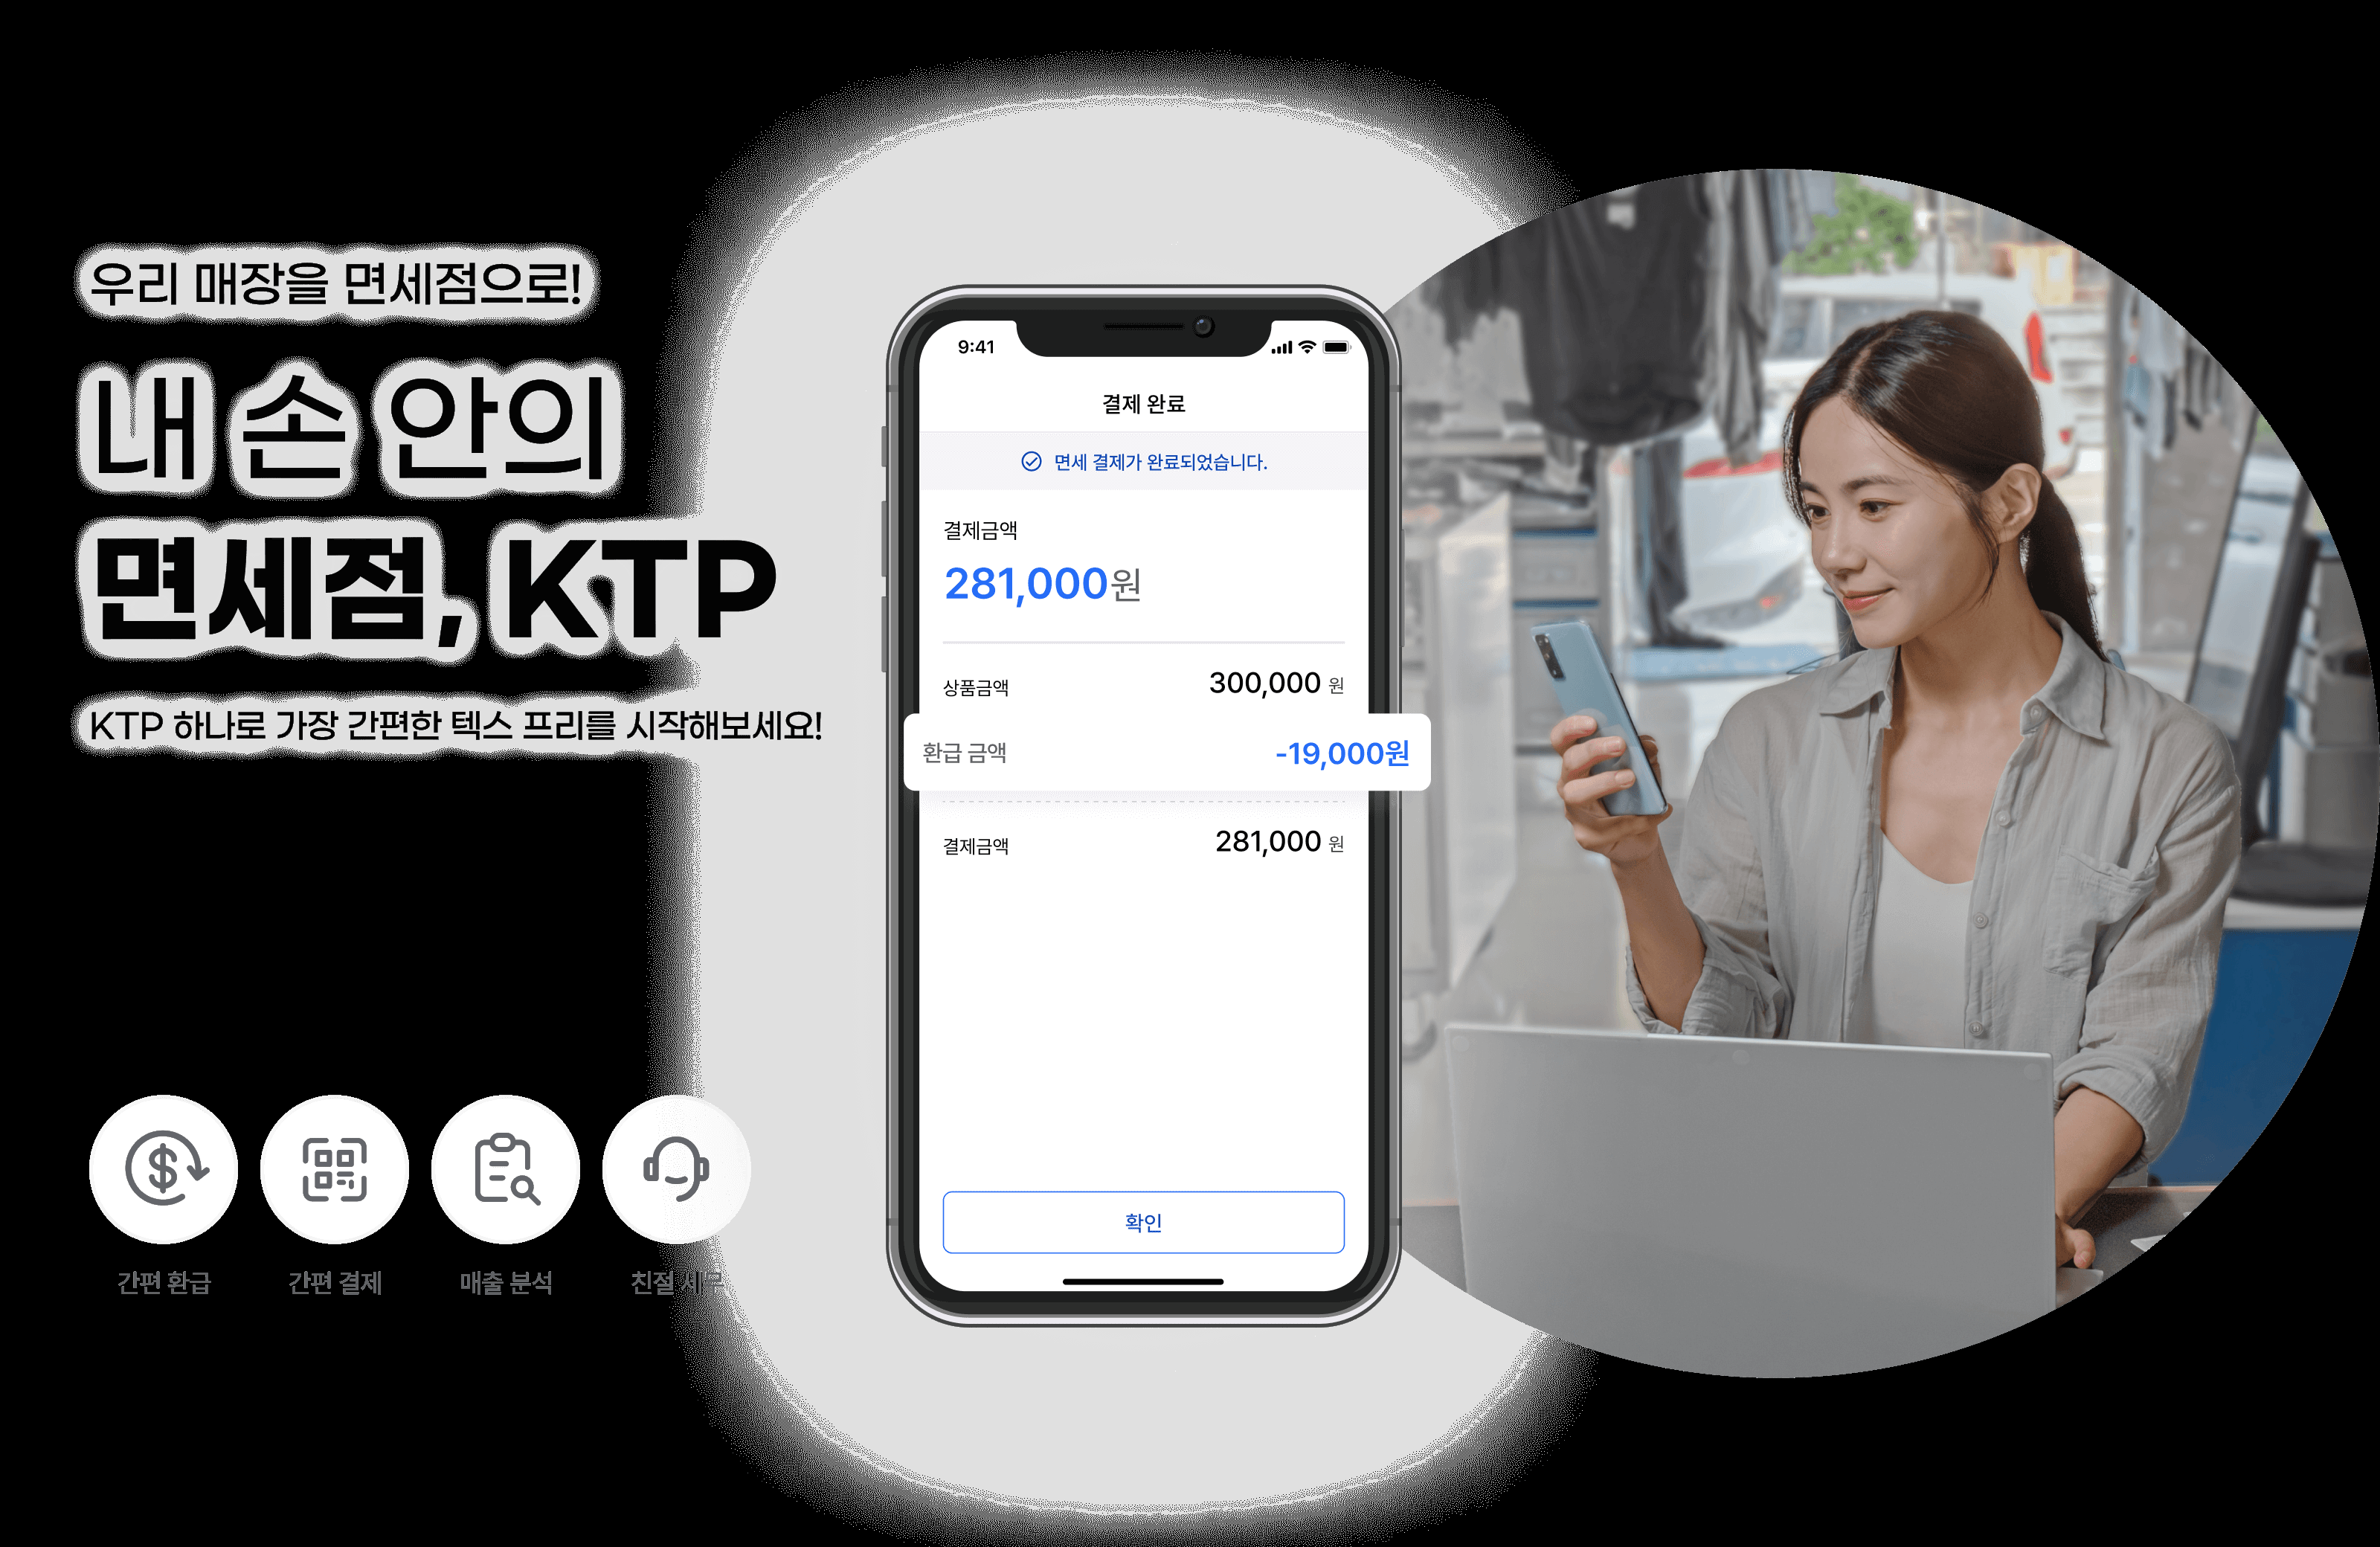 우리 매장을 면세점으로!
내 손 안의
면세점, KTP
KTP 하나로 가장 간편한 텍스 프리를 시작해보세요!
간편 환급
간편 결제
매출 분석
친절
9:41
결제 완료
면세 결제가 완료되었습니다.
결제금액
281,000원
상품금액 300,000 원
환급 금액 -19,000원
결제금액 281,000 원
확인